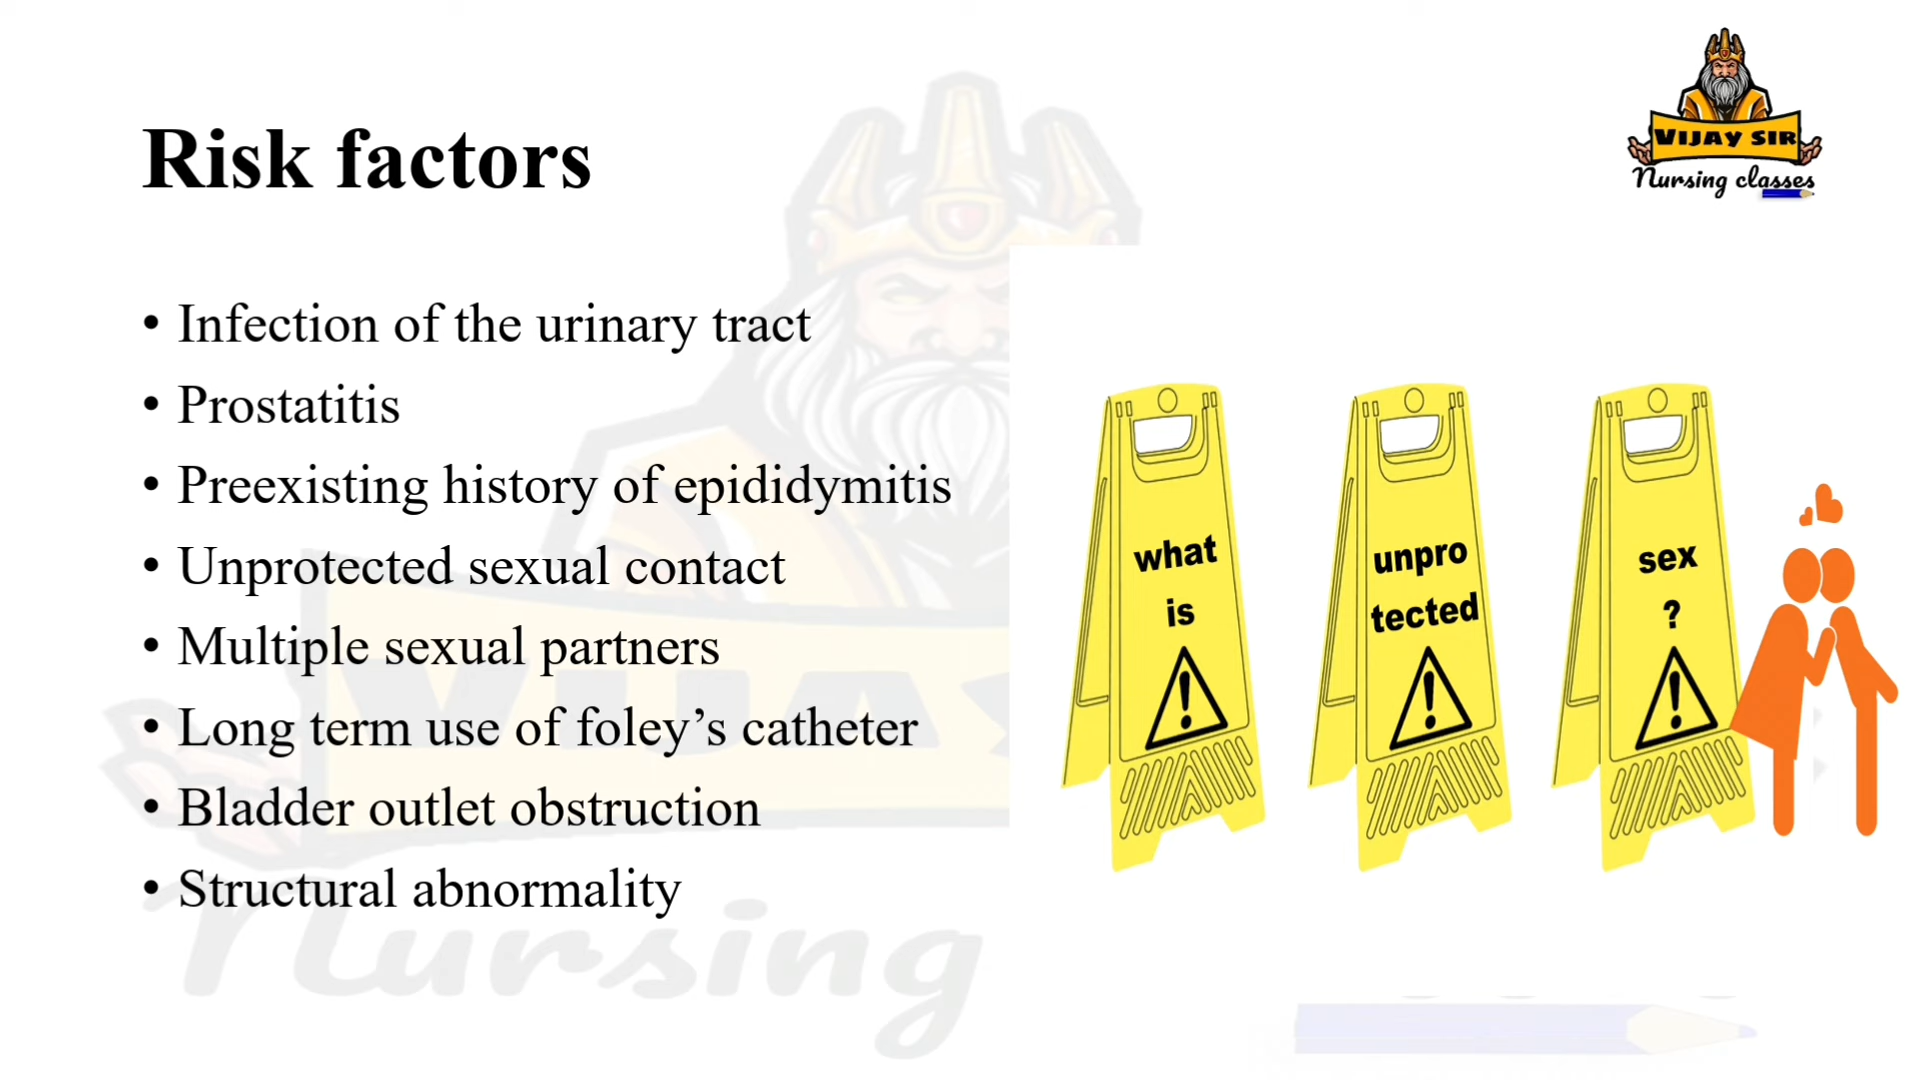 Risk factors
VIJAY SIR
Nursing classes
• Infection of the urinary tract
• Prostatitis
• Preexisting history of epididymitis
• Unprotected sexual contact
• Multiple sexual partners
• Long term use of foley’s catheter
• Bladder outlet obstruction
• Structural abnormality
what
is
unpro
tected
sex
?
VIJAY
Nursing